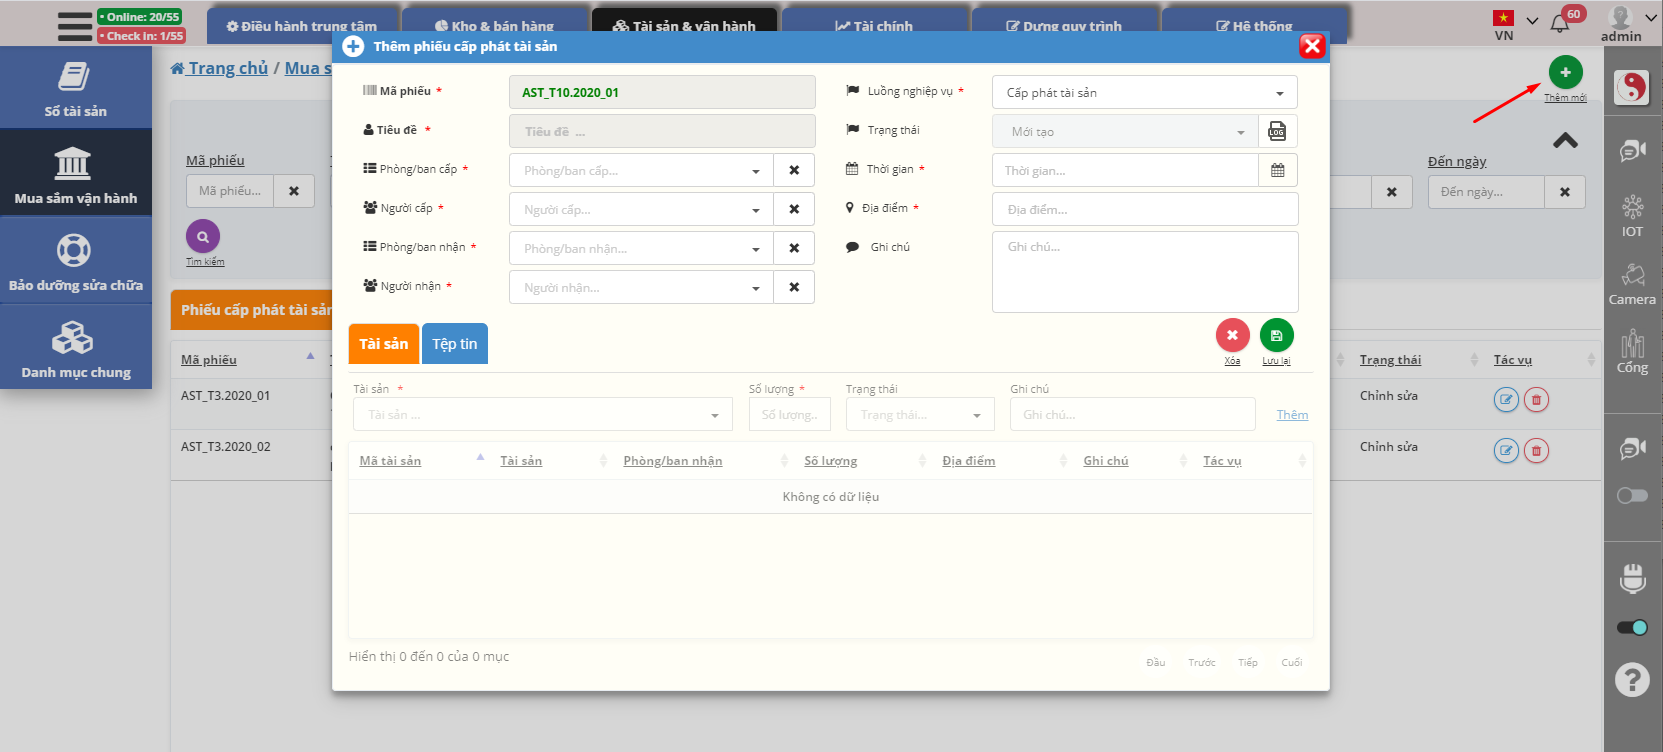 Online: 20/55
Check in: 1/55
Điều hành trung tâm
Kho & bán hàng
Tài sản & vận hành
Tài chính
Dựng quy trình
Hệ thống
VN
60
admin
Sổ tài sản
Mua sắm vận hành
Bảo dưỡng sửa chữa
Danh mục chung
Trang chủ / Mua s
Thêm mới
Mã phiếu
Mã phiếu...
Đến ngày
Đến ngày...
Tìm kiếm
Phiếu cấp phát tài sản
Mã phiếu
Trạng thái
Tác vụ
AST_T3.2020_01
Chỉnh sửa
AST_T3.2020_02
Chỉnh sửa
Thêm phiếu cấp phát tài sản
Mã phiếu *
AST_T10.2020_01
Luồng nghiệp vụ *
Cấp phát tài sản
Tiêu đề *
Tiêu đề ...
Trạng thái
Mới tạo
LOG
Phòng/ban cấp *
Phòng/ban cấp...
Thời gian *
Thời gian...
Người cấp *
Người cấp...
Địa điểm *
Địa điểm...
Phòng/ban nhận *
Phòng/ban nhận...
Ghi chú
Ghi chú...
Người nhận *
Người nhận...
Tài sản
Tệp tin
Xóa
Lưu lại
Tài sản *
Số lượng *
Trạng thái
Ghi chú
Tài sản ...
Số lượng..
Trạng thái...
Ghi chú...
Thêm
Mã tài sản
Tài sản
Phòng/ban nhận
Số lượng
Địa điểm
Ghi chú
Tác vụ
Không có dữ liệu
Hiển thị 0 đến 0 của 0 mục
Đầu
Trước
Tiếp
Cuối
IOT
Camera
Cổng